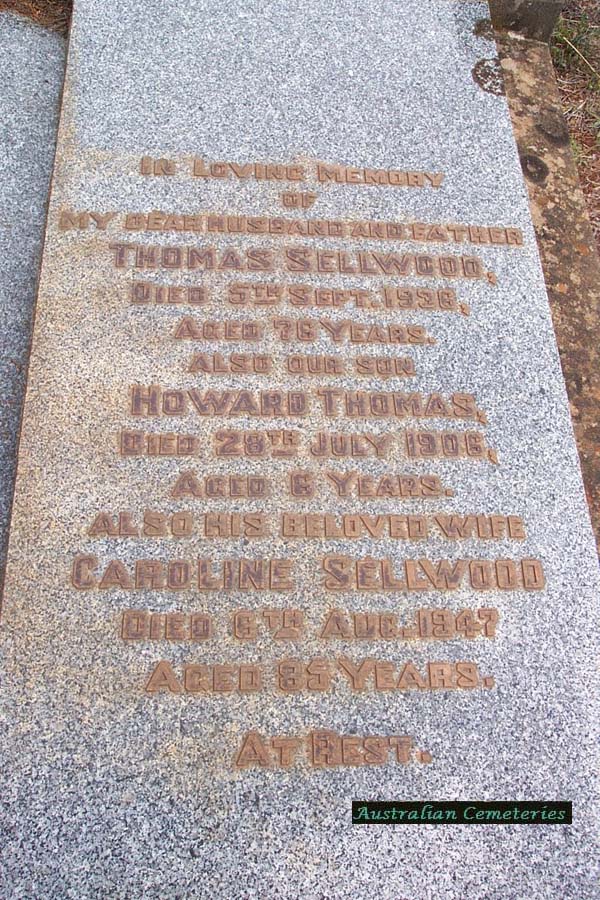 In Loving Memory
of
My dear husband and father
Thomas Sellwood,
Died 5th Sept. 1936,
Aged 76 Years.
Also our son
Howard Thomas,
Died 28th July 1906,
Aged 6 Years.
Also his beloved wife
Caroline Sellwood
Died 6th Aug. 1947
Aged 85 Years.
At Rest.
Australian Cemeteries